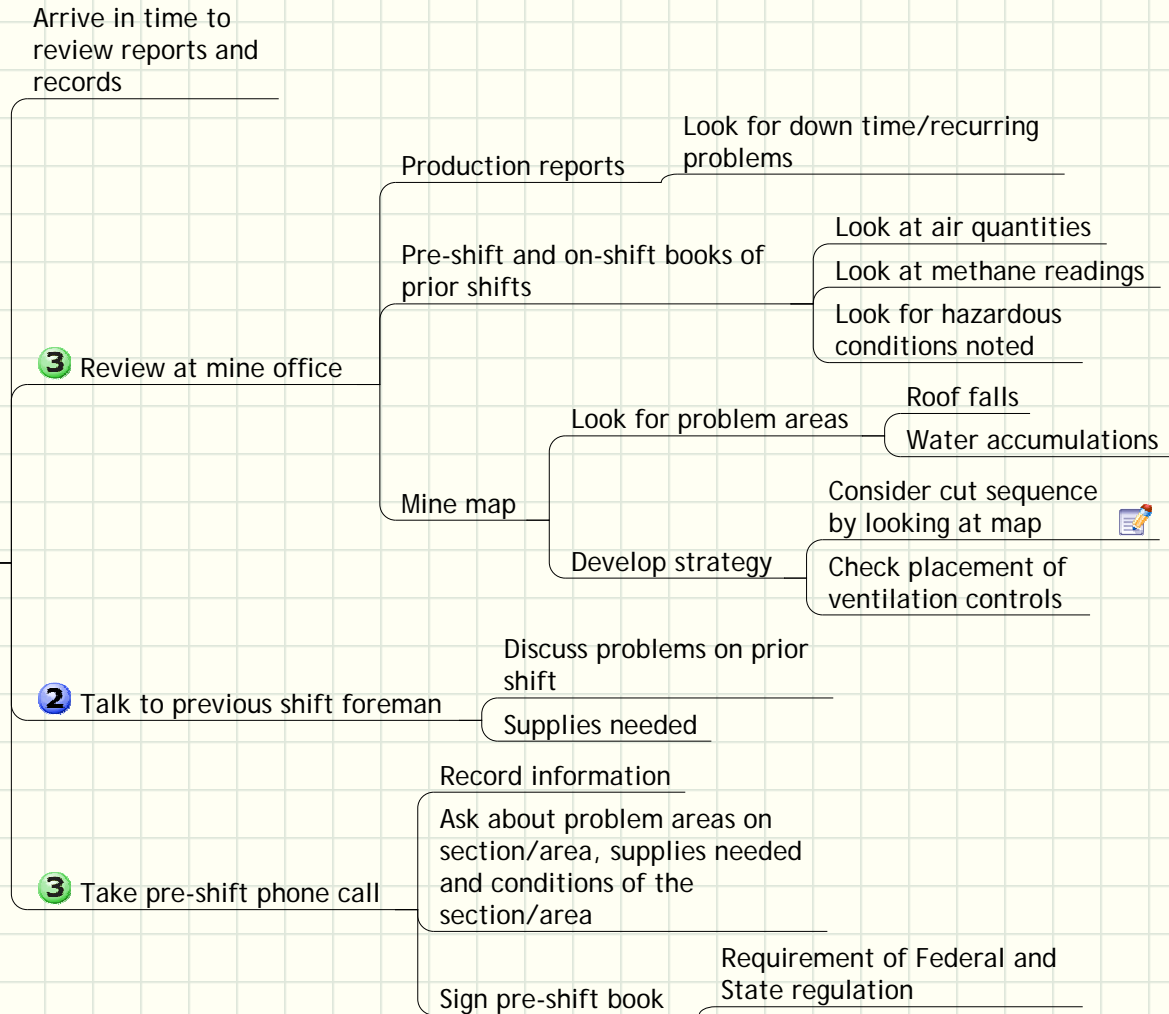 Arrive in time to
review reports and
records
Look for down time/recurring
problems
Production reports
Look at air quantities
Pre-shift and on-shift books of
prior shifts
Look at methane readings
Look for hazardous
conditions noted
3 Review at mine office
Roof falls
Look for problem areas
Water accumulations
Mine map
Consider cut sequence
by looking at map
Develop strategy
Check placement of
ventilation controls
Discuss problems on prior
shift
2 Talk to previous shift foreman
Supplies needed
Record information
Ask about problem areas on
section/area, supplies needed
and conditions of the
section/area
3 Take pre-shift phone call
Requirement of Federal and
State regulation
Sign pre-shift book